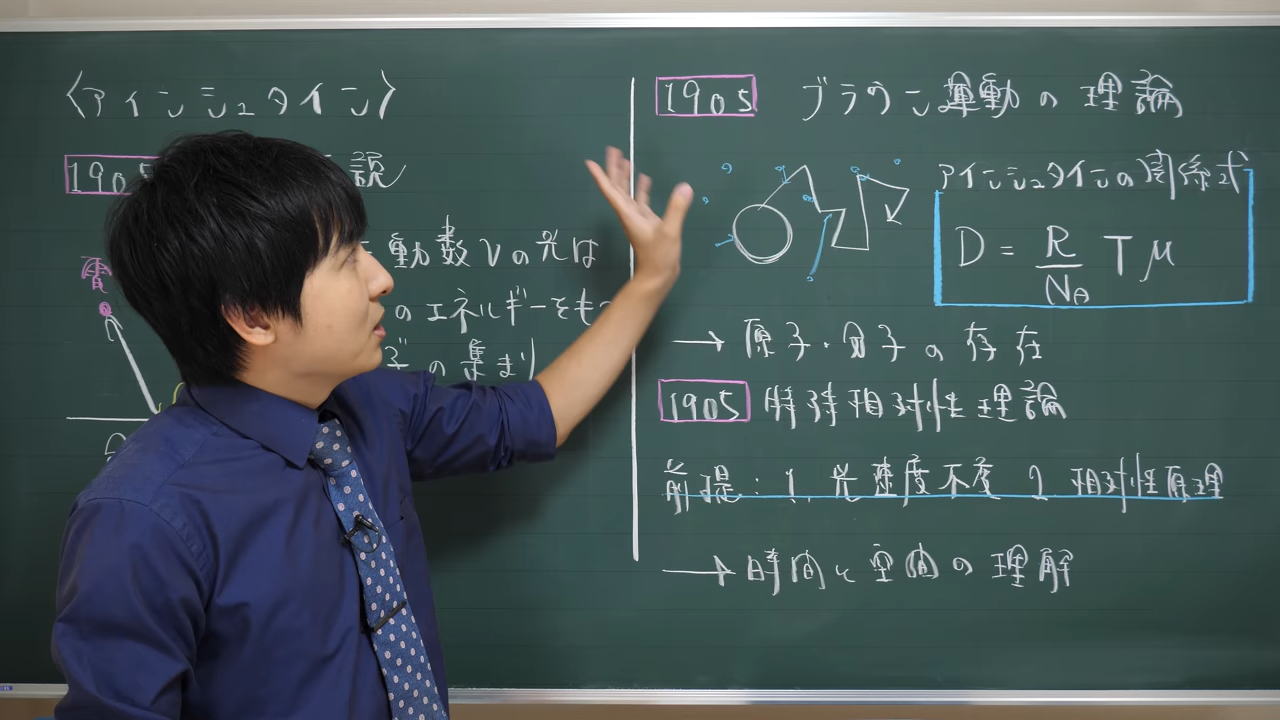 〈アインシュタイン〉
1905 説
動数νの光は
のエネルギーをもつ
の集まり
1905 ブラウン運動の理論
アインシュタインの関係式
D = R/NA Tμ
→ 原子・分子の存在
1905 特殊相対性理論
前提: 1. 光速度不変 2 相対性原理
→ 時間と空間の理解